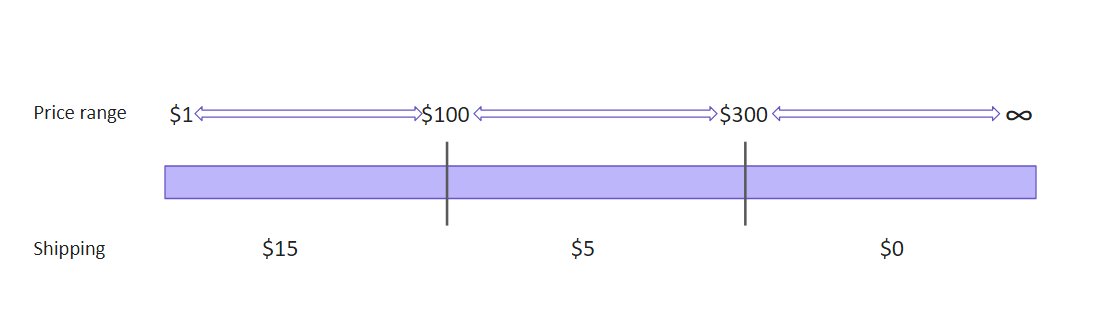 Price range $1 $100 $300 ∞
Shipping $15 $5 $0